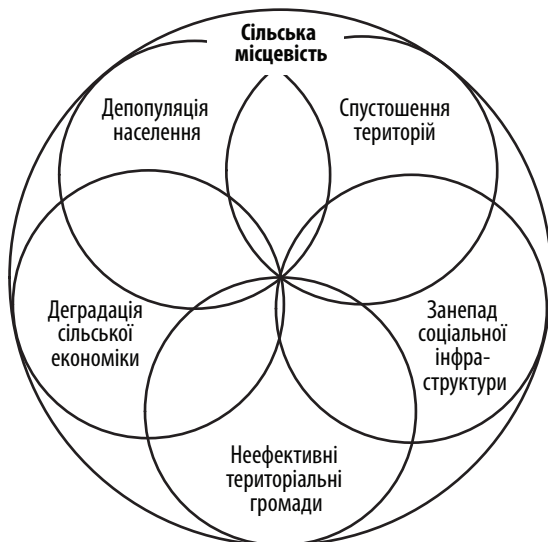 Сільська
місцевість
Депопуляція
населення
Спустошення
територій
Деградація
сільської
економіки
Занепад
соціальної
інфра-
структури
Неефективні
територіальні
громади